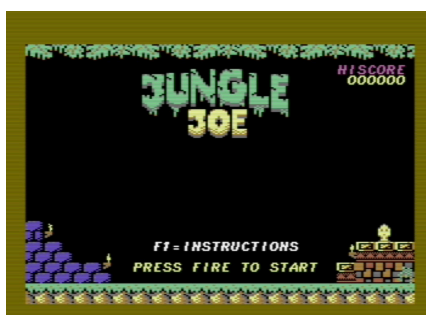 HISCORE
000000
JUNGLE
JOE
F1=INSTRUCTIONS
PRESS FIRE TO START